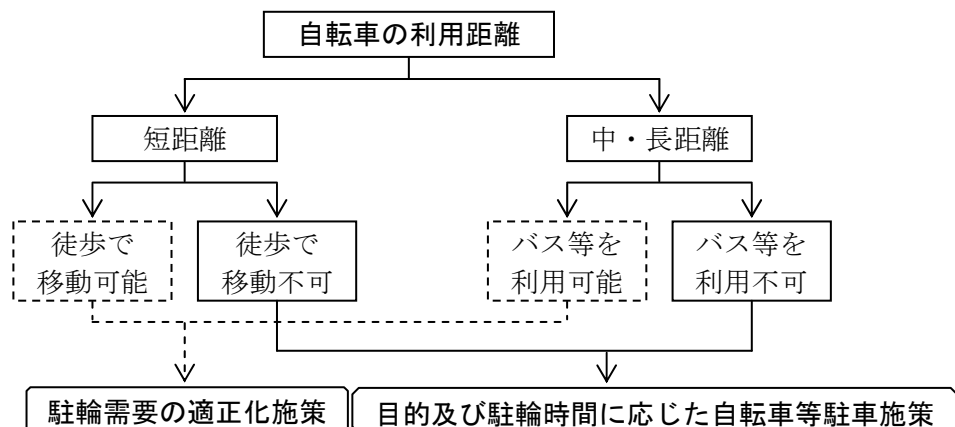 自転車の利用距離
短距離
中・長距離
徒歩で
移動可能
徒歩で
移動不可
バス等を
利用可能
バス等を
利用不可
駐輪需要の適正化施策
目的及び駐輪時間に応じた自転車等駐車施策